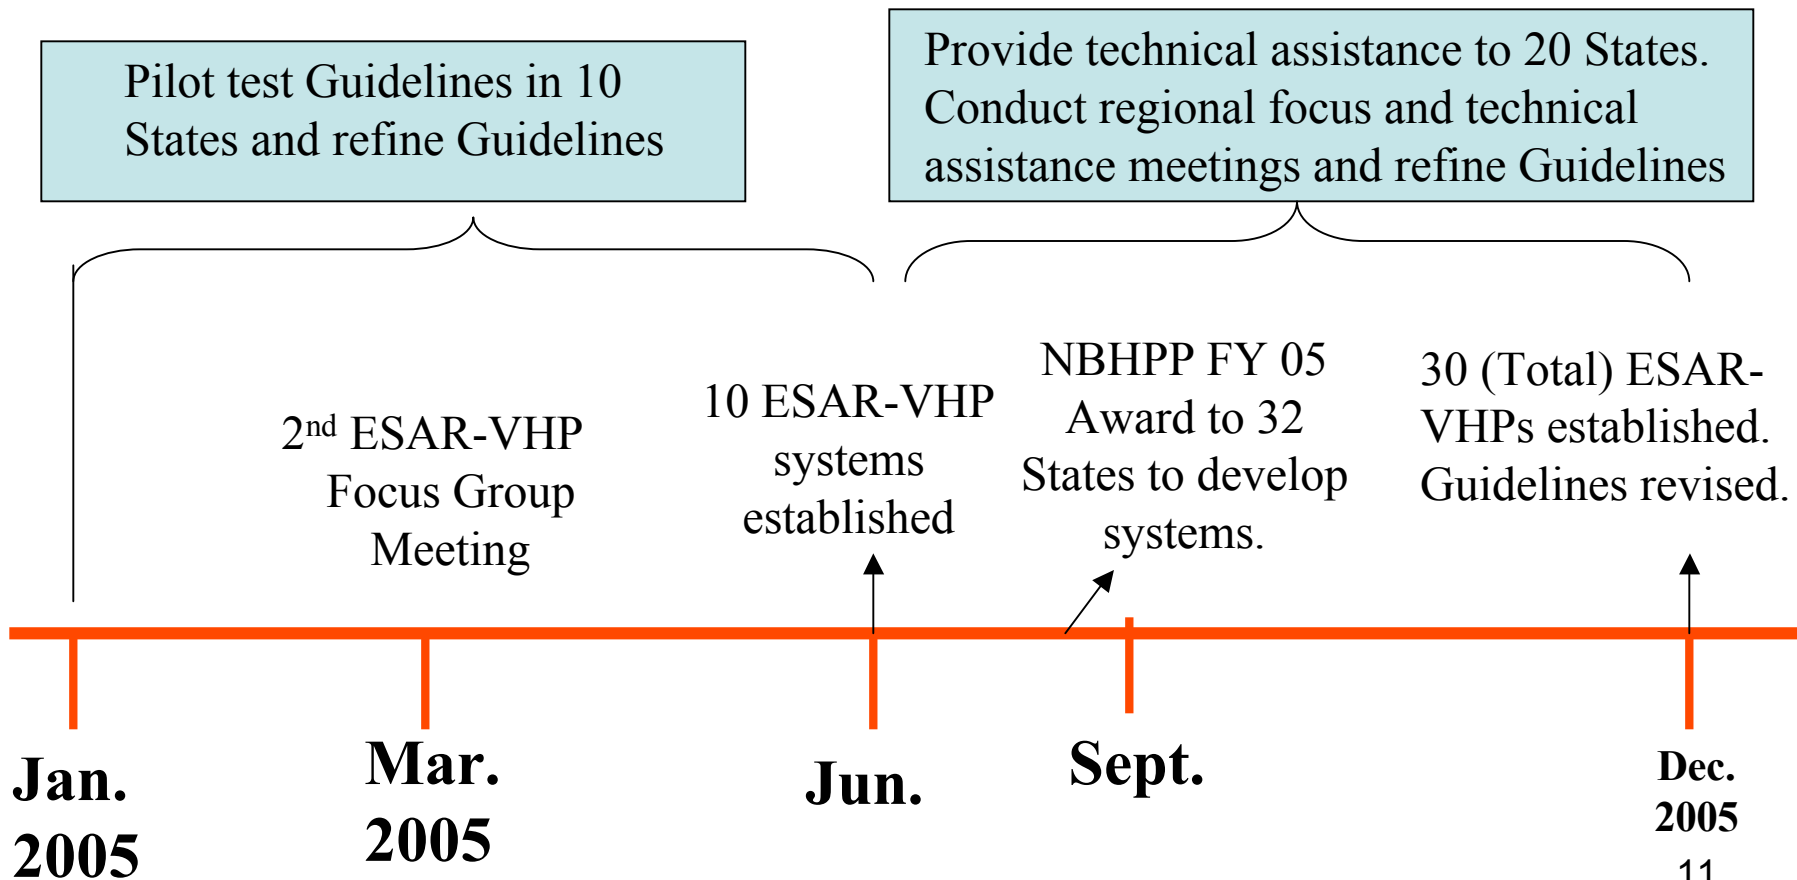 Pilot test Guidelines in 10
States and refine Guidelines
Provide technical assistance to 20 States.
Conduct regional focus and technical
assistance meetings and refine Guidelines
2nd ESAR-VHP
Focus Group
Meeting
10 ESAR-VHP
systems
established
NBHPP FY 05
Award to 32
States to develop
systems.
30 (Total) ESAR-
VHPs established.
Guidelines revised.
Jan.
2005
Mar.
2005
Jun.
Sept.
Dec.
2005
11